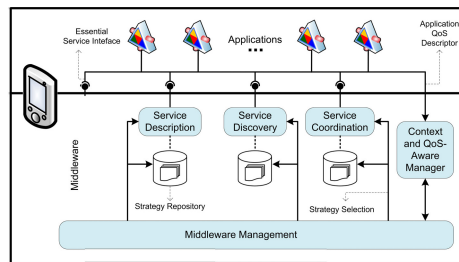 Essential
Service Inteface
Applications
...
Application
QoS
Descriptor
Service
Description
Service
Discovery
Service
Coordination
Context
and QoS-
Aware
Manager
Middleware
Strategy Repository
Strategy Selection
Middleware Management